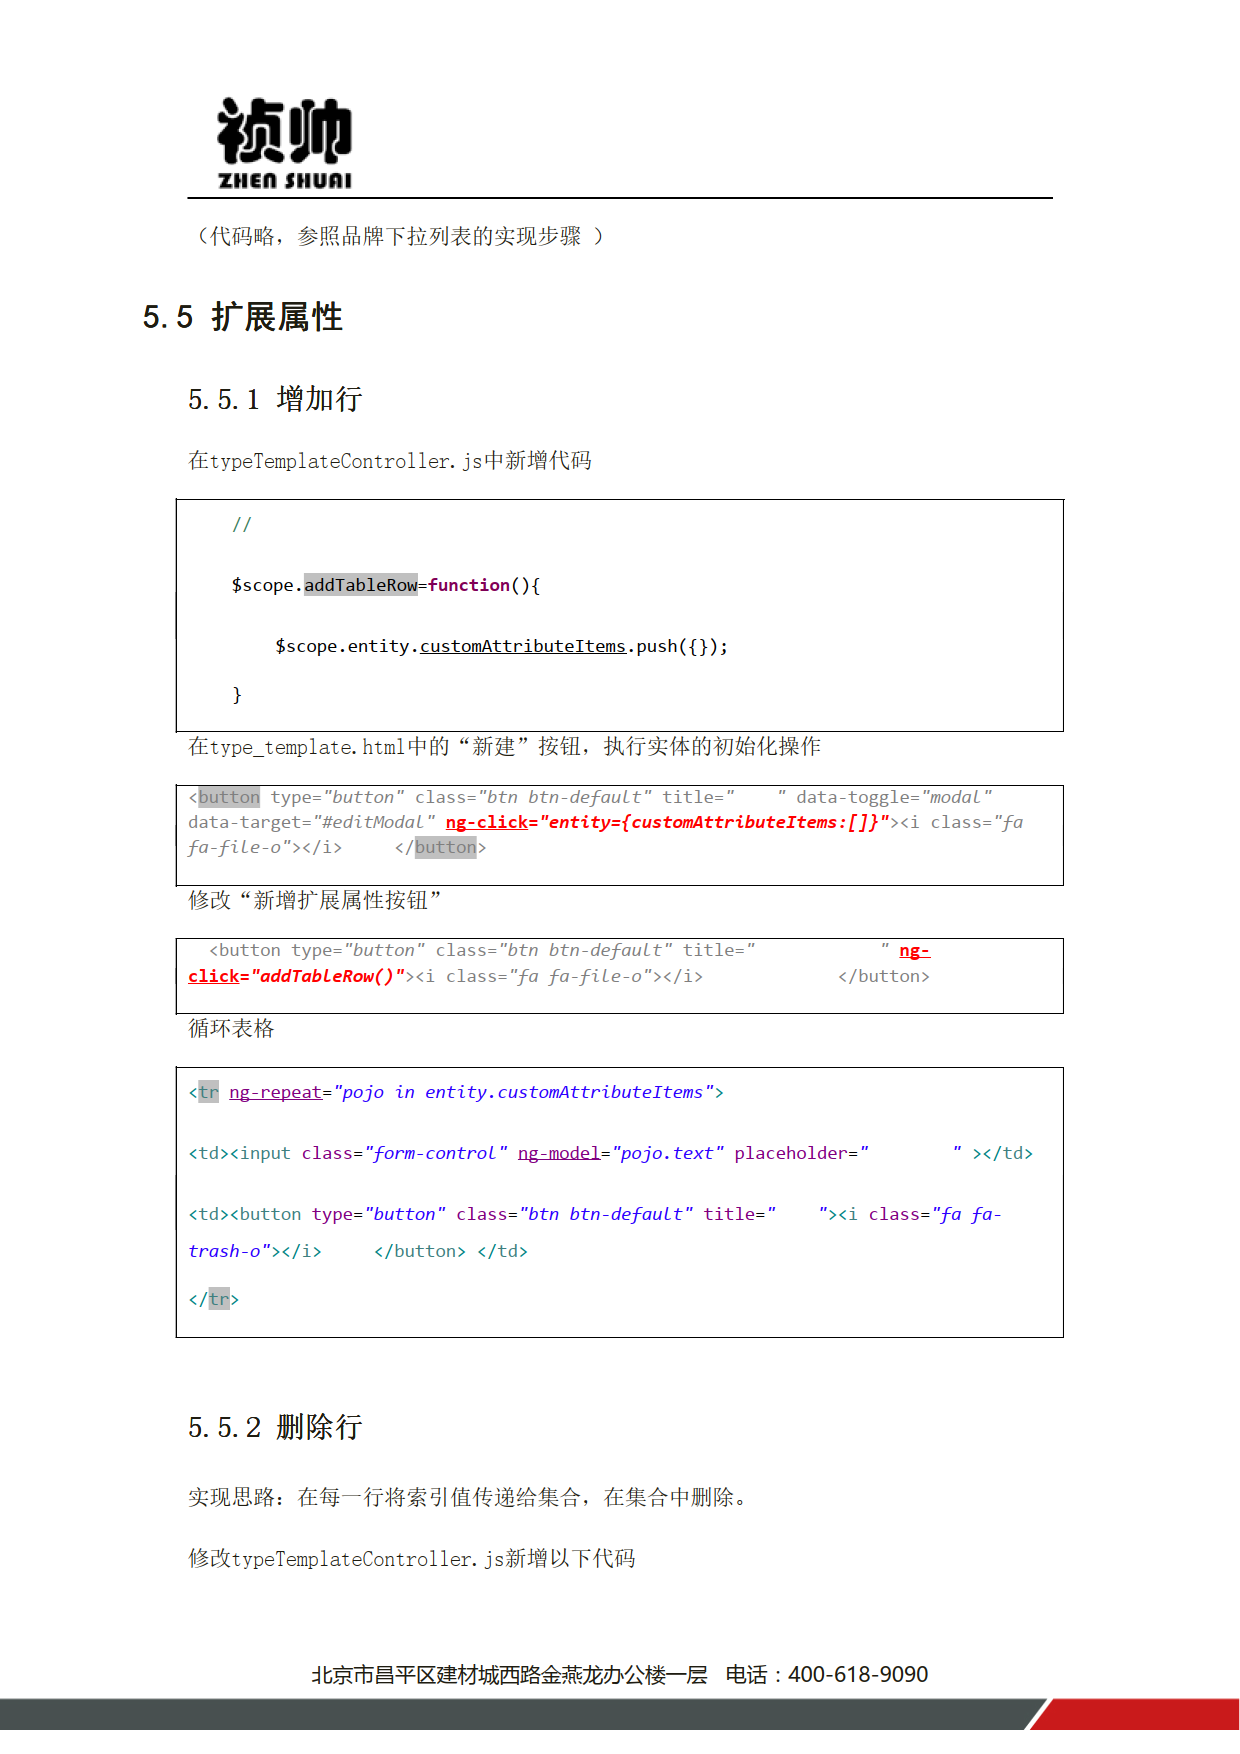 祯帅
ZHEN SHUAI
（代码略，参照品牌下拉列表的实现步骤 ）
5.5 扩展属性
5.5.1 增加行
在typeTemplateController.js中新增代码
//
$scope.addTableRow=function(){
$scope.entity.customAttributeItems.push({});
}
在type_template.html中的“新建”按钮，执行实体的初始化操作
<button type="button" class="btn btn-default" title="    " data-toggle="modal"
data-target="#editModal" ng-click="entity={customAttributeItems:[]}"><i class="fa
fa-file-o"></i>     </button>
修改“新增扩展属性按钮”
<button type="button" class="btn btn-default" title="            " ng-
click="addTableRow()"><i class="fa fa-file-o"></i>             </button>
循环表格
<tr ng-repeat="pojo in entity.customAttributeItems">
<td><input class="form-control" ng-model="pojo.text" placeholder="        " ></td>
<td><button type="button" class="btn btn-default" title="    "><i class="fa fa-
trash-o"></i>     </button> </td>
</tr>
5.5.2 删除行
实现思路：在每一行将索引值传递给集合，在集合中删除。
修改typeTemplateController.js新增以下代码
北京市昌平区建材城西路金燕龙办公楼一层   电话：400-618-9090